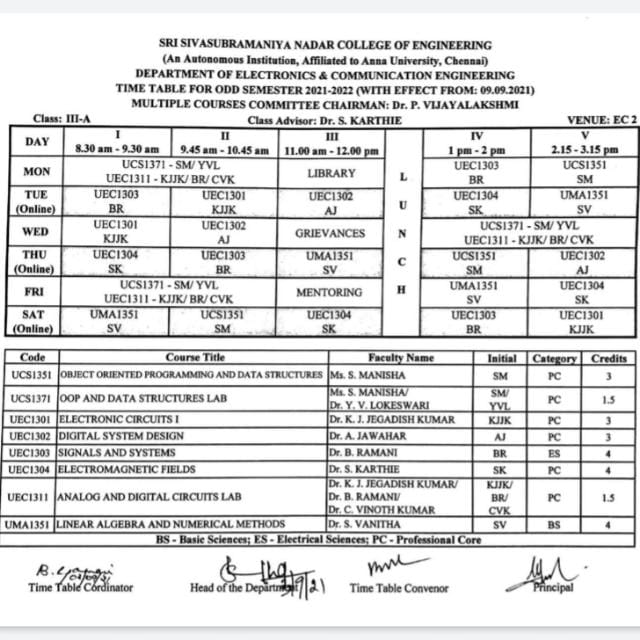 SRI SIVASUBRAMANIYA NADAR COLLEGE OF ENGINEERING
(An Autonomous Institution, Affiliated to Anna University, Chennai)
DEPARTMENT OF ELECTRONICS & COMMUNICATION ENGINEERING
TIME TABLE FOR ODD SEMESTER 2021-2022 (WITH EFFECT FROM: 09.09.2021)
MULTIPLE COURSES COMMITTEE CHAIRMAN: Dr. P. VIJAYALAKSHMI
Class: III-A Class Advisor: Dr. S. KARTHIE VENUE: EC 2
DAY I II III IV V
8.30 am - 9.30 am 9.45 am - 10.45 am 11.00 am - 12.00 pm 1 pm - 2 pm 2.15 - 3.15 pm
LUNCH
MON UCS1371 - SM/ YVL LIBRARY UEC1303 UCS1351
UEC1311 - KJJK/ BR/ CVK BR SM
TUE UEC1303 UEC1301 UEC1302 UEC1304 UMA1351
(Online) BR KJJK AJ SK SV
WED UEC1301 UEC1302 GRIEVANCES UCS1371 - SM/ YVL
KJJK AJ UEC1311 - KJJK/ BR/ CVK
THU UEC1304 UEC1303 UMA1351 UCS1351 UEC1302
(Online) SK BR SV SM AJ
FRI UCS1371 - SM/ YVL MENTORING UMA1351 UEC1304
UEC1311 - KJJK/ BR/ CVK SV SK
SAT UMA1351 UCS1351 UEC1304 UEC1303 UEC1301
(Online) SV SM SK BR KJJK
Code Course Title Faculty Name Initial Category Credits
UCS1351 OBJECT ORIENTED PROGRAMMING AND DATA STRUCTURES Ms. S. MANISHA SM PC 3
UCS1371 OOP AND DATA STRUCTURES LAB Ms. S. MANISHA/ SM/ PC 1.5
Dr. Y. V. LOKESWARI YVL
UEC1301 ELECTRONIC CIRCUITS I Dr. K. J. JEGADISH KUMAR KJJK PC 3
UEC1302 DIGITAL SYSTEM DESIGN Dr. A. JAWAHAR AJ PC 3
UEC1303 SIGNALS AND SYSTEMS Dr. B. RAMANI BR ES 4
UEC1304 ELECTROMAGNETIC FIELDS Dr. S. KARTHIE SK PC 4
UEC1311 ANALOG AND DIGITAL CIRCUITS LAB Dr. K. J. JEGADISH KUMAR/ KJJK/ PC 1.5
Dr. B. RAMANI/ BR/
Dr. C. VINOTH KUMAR CVK
UMA1351 LINEAR ALGEBRA AND NUMERICAL METHODS Dr. S. VANITHA SV BS 4
BS - Basic Sciences; ES - Electrical Sciences; PC - Professional Core
Time Table Cordinator Head of the Department Time Table Convenor Principal